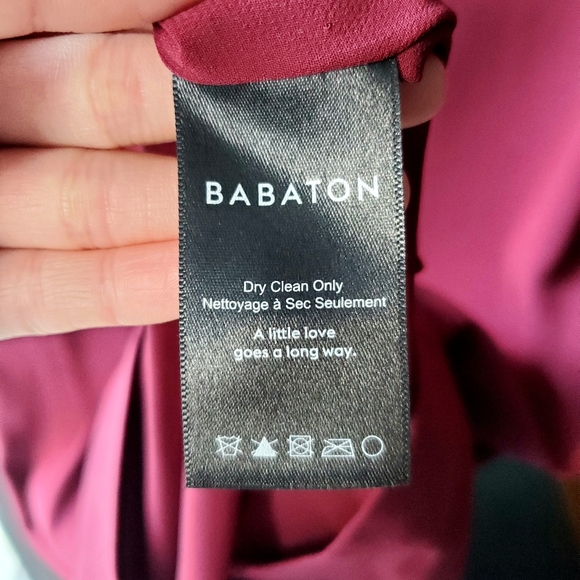 BABATON
Dry Clean Only
Nettoyage à Sec Seulement
A little love
goes a long way.